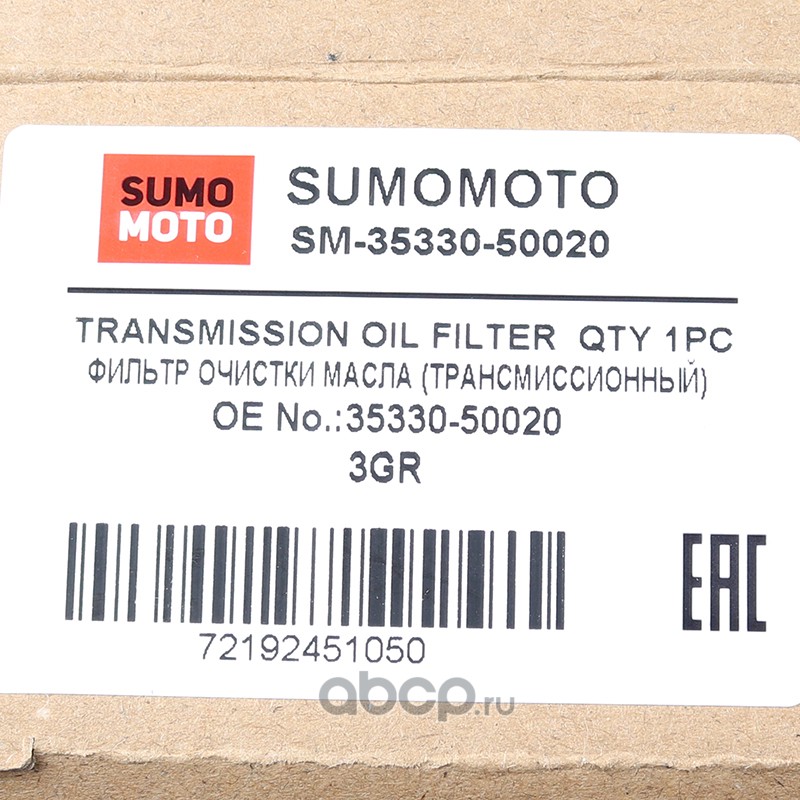 SUMO
MOTO
SUMOMOTO
SM-35330-50020
TRANSMISSION OIL FILTER QTY 1PC
ФИЛЬТР ОЧИСТКИ МАСЛА (ТРАНСМИССИОННЫЙ)
OE No.:35330-50020
3GR
EAC
72192451050
abcp.ru